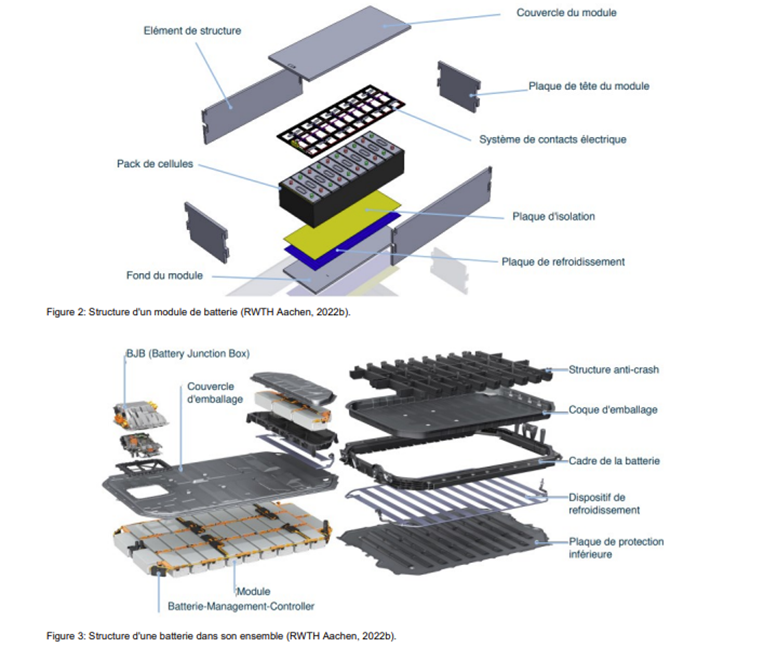 Couvercle du module
Elément de structure
Plaque de tête du module
Système de contacts électrique
Pack de cellules
Plaque d'isolation
Plaque de refroidissement
Fond du module
Figure 2: Structure d'un module de batterie (RWTH Aachen, 2022b).
BJB (Battery Junction Box)
Structure anti-crash
Couvercle
d'emballage
Coque d'emballage
Cadre de la batterie
Dispositif de
refroidissement
Plaque de protection
inférieure
Module
Batterie-Management-Controller
Figure 3: Structure d'une batterie dans son ensemble (RWTH Aachen, 2022b).